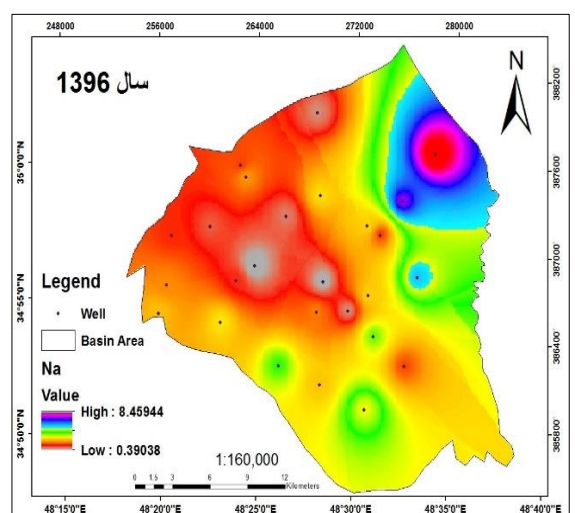 248000 256000 264000 272000 280000
سال 1396
N
3882000
3876000
3870000
3864000
3858000
35°0'0"N
34°55'0"N
34°50'0"N
Legend
Well
Basin Area
Na
Value
High : 8.45944
Low : 0.39038
1:160,000
0 1.5 3 6 9 12
Kilometers
48°15'0"E 48°20'0"E 48°25'0"E 48°30'0"E 48°35'0"E 48°40'0"E